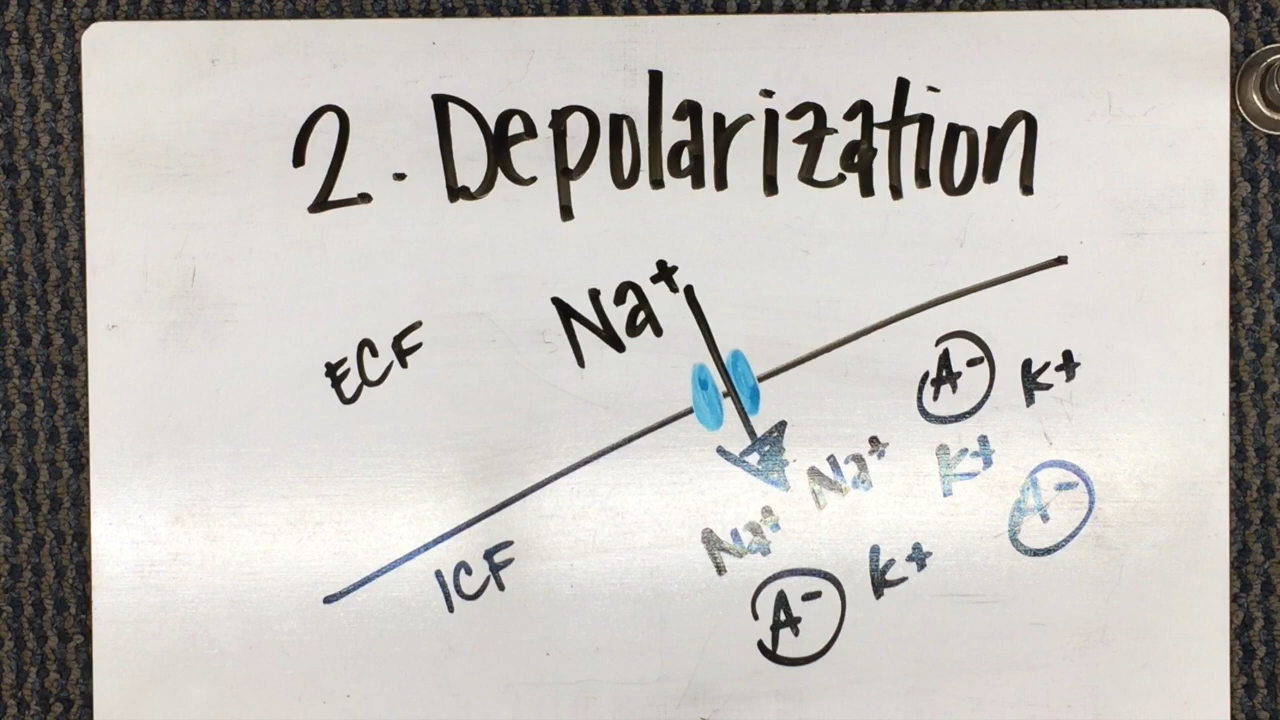 2. Depolarization
Na+
ECF
A- K+
Na+ K+
A-
Na+
ICF
K+
A-